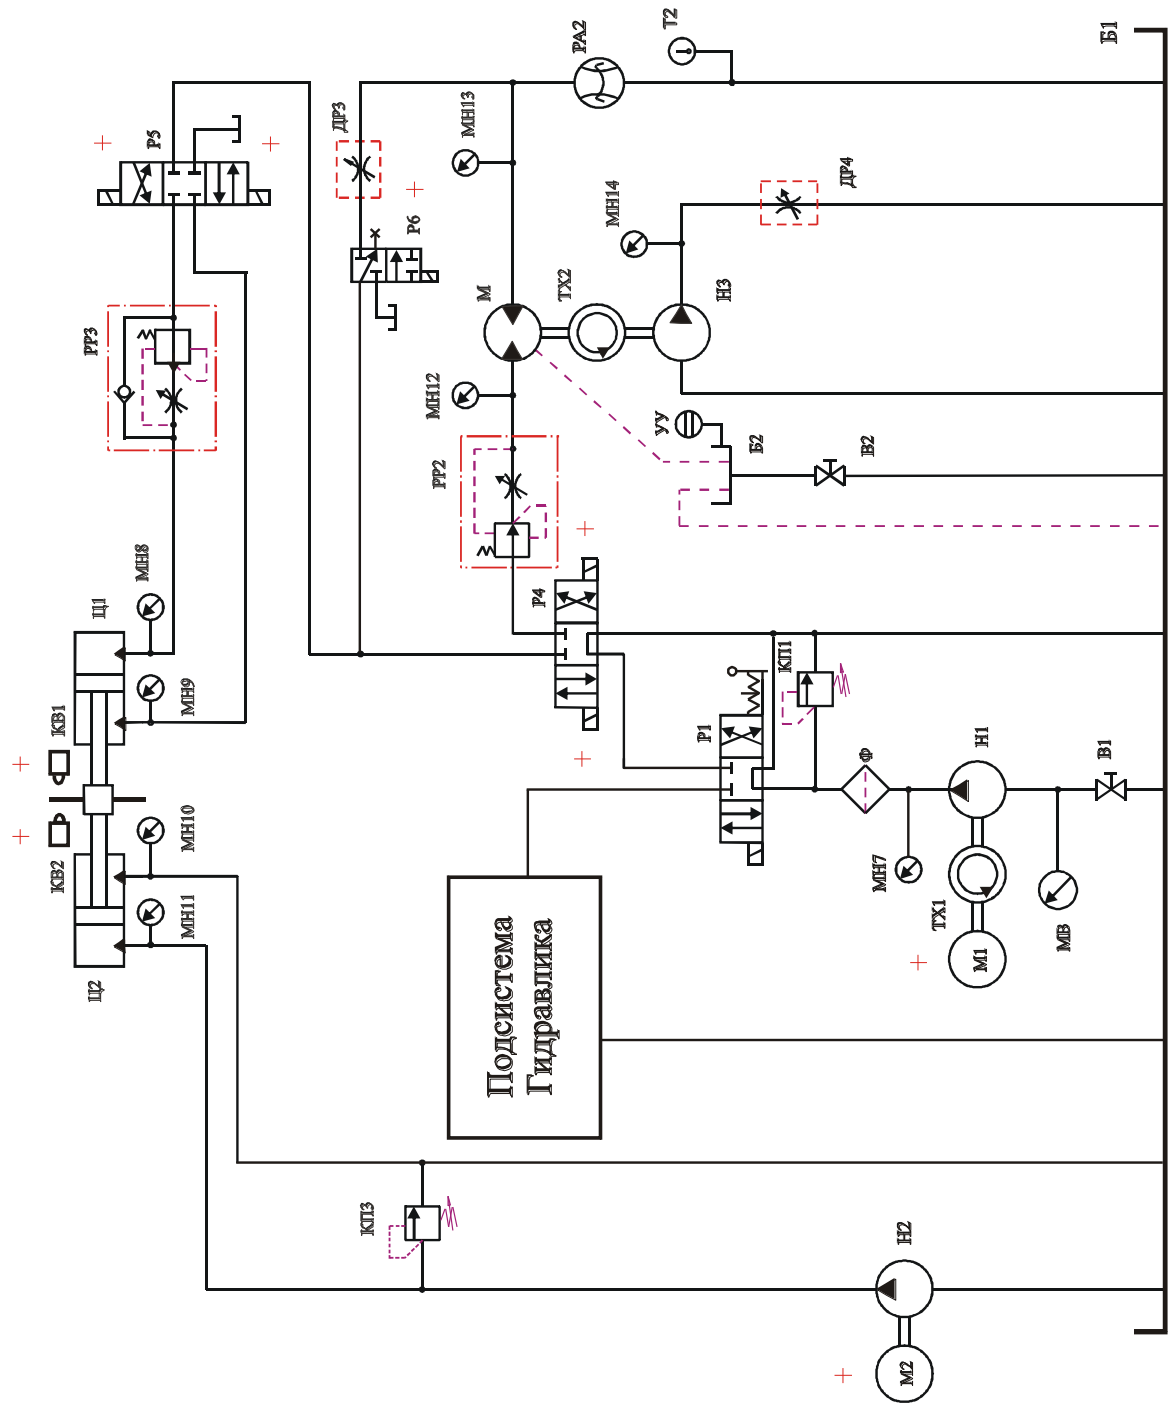 КВ2
КВ1
РР3
Ц2
Ц1
МН8
Р5
МН11
МН10
МН9
ДР3
КП3
Р6
РР2
МН12
МН13
М
Подсистема
Гидравлика
Р4
ТХ2
РА2
МН14
УУ
Т2
Р1
Н3
Б2
КП1
ДР4
Ф
В2
МН7
М2
Н2
ТХ1
М1
Н1
МВ
В1
Б1